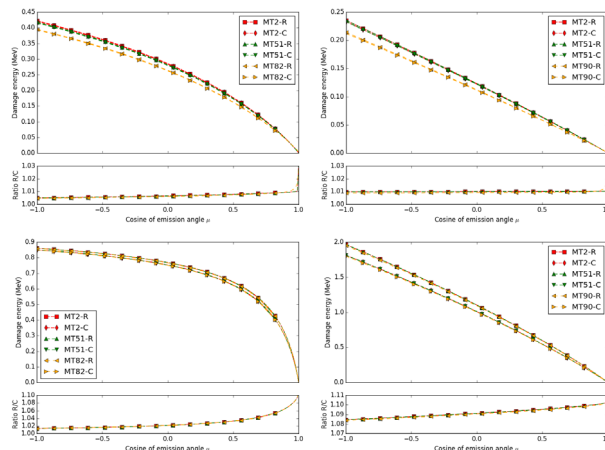 Damage energy (MeV)
0.45
0.40
0.35
0.30
0.25
0.20
0.15
0.10
0.05
0.00
MT2-R
MT2-C
MT51-R
MT51-C
MT82-R
MT82-C
Ratio R/C
1.03
1.02
1.01
1.00
-1.0 -0.5 0.0 0.5 1.0
Cosine of emission angle μ
Damage energy (MeV)
0.25
0.20
0.15
0.10
0.05
0.00
MT2-R
MT2-C
MT51-R
MT51-C
MT90-R
MT90-C
Ratio R/C
1.03
1.02
1.01
1.00
-1.0 -0.5 0.0 0.5
Cosine of emission angle μ
Damage energy (MeV)
0.9
0.8
0.7
0.6
0.5
0.4
0.3
0.2
0.1
0.0
MT2-R
MT2-C
MT51-R
MT51-C
MT82-R
MT82-C
Ratio R/C
1.10
1.08
1.06
1.04
1.02
1.00
-1.0 -0.5 0.0 0.5 1.0
Cosine of emission angle μ
Damage energy (MeV)
2.0
1.5
1.0
0.5
0.0
MT2-R
MT2-C
MT51-R
MT51-C
MT90-R
MT90-C
Ratio R/C
1.11
1.10
1.09
1.08
1.07
-1.0 -0.5 0.0 0.5
Cosine of emission angle μ